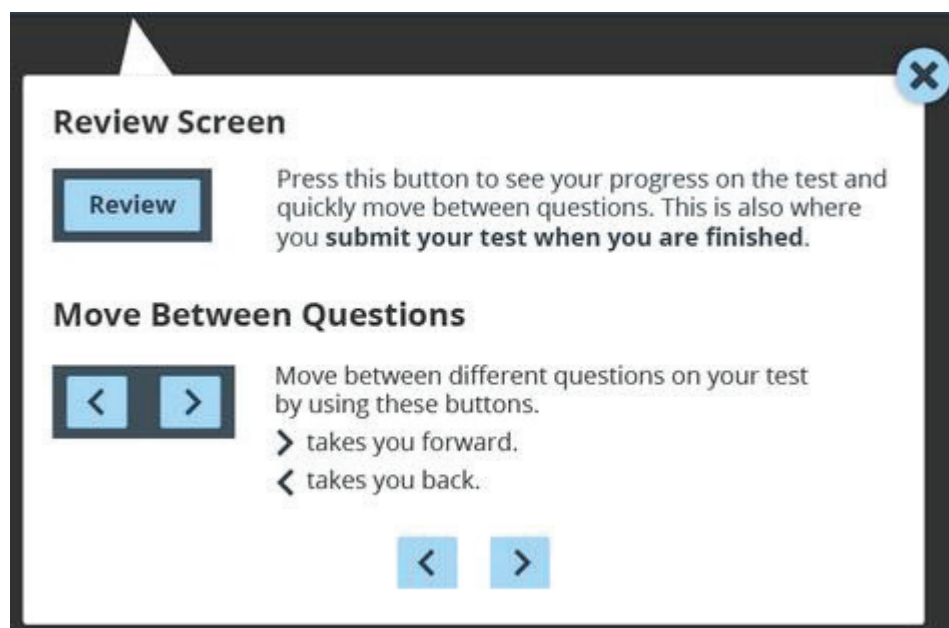 Review Screen
Review
Press this button to see your progress on the test and
quickly move between questions. This is also where
you submit your test when you are finished.
Move Between Questions
Move between different questions on your test
by using these buttons.
> takes you forward.
< takes you back.